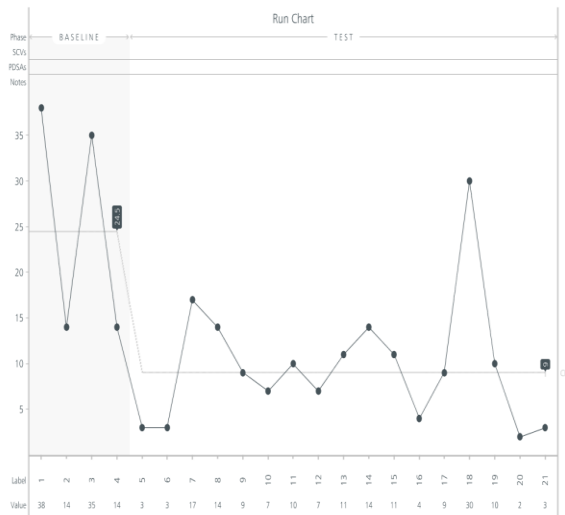 Run Chart
Phase BASELINE TEST
SCVs
PDSAs
Notes
35
30
25
20
15
10
5
24.5
9
Label 1 2 3 4 5 6 7 8 9 10 11 12 13 14 15 16 17 18 19 20 21
Value 38 14 35 14 3 3 17 14 9 7 10 7 11 14 11 4 9 30 10 2 3